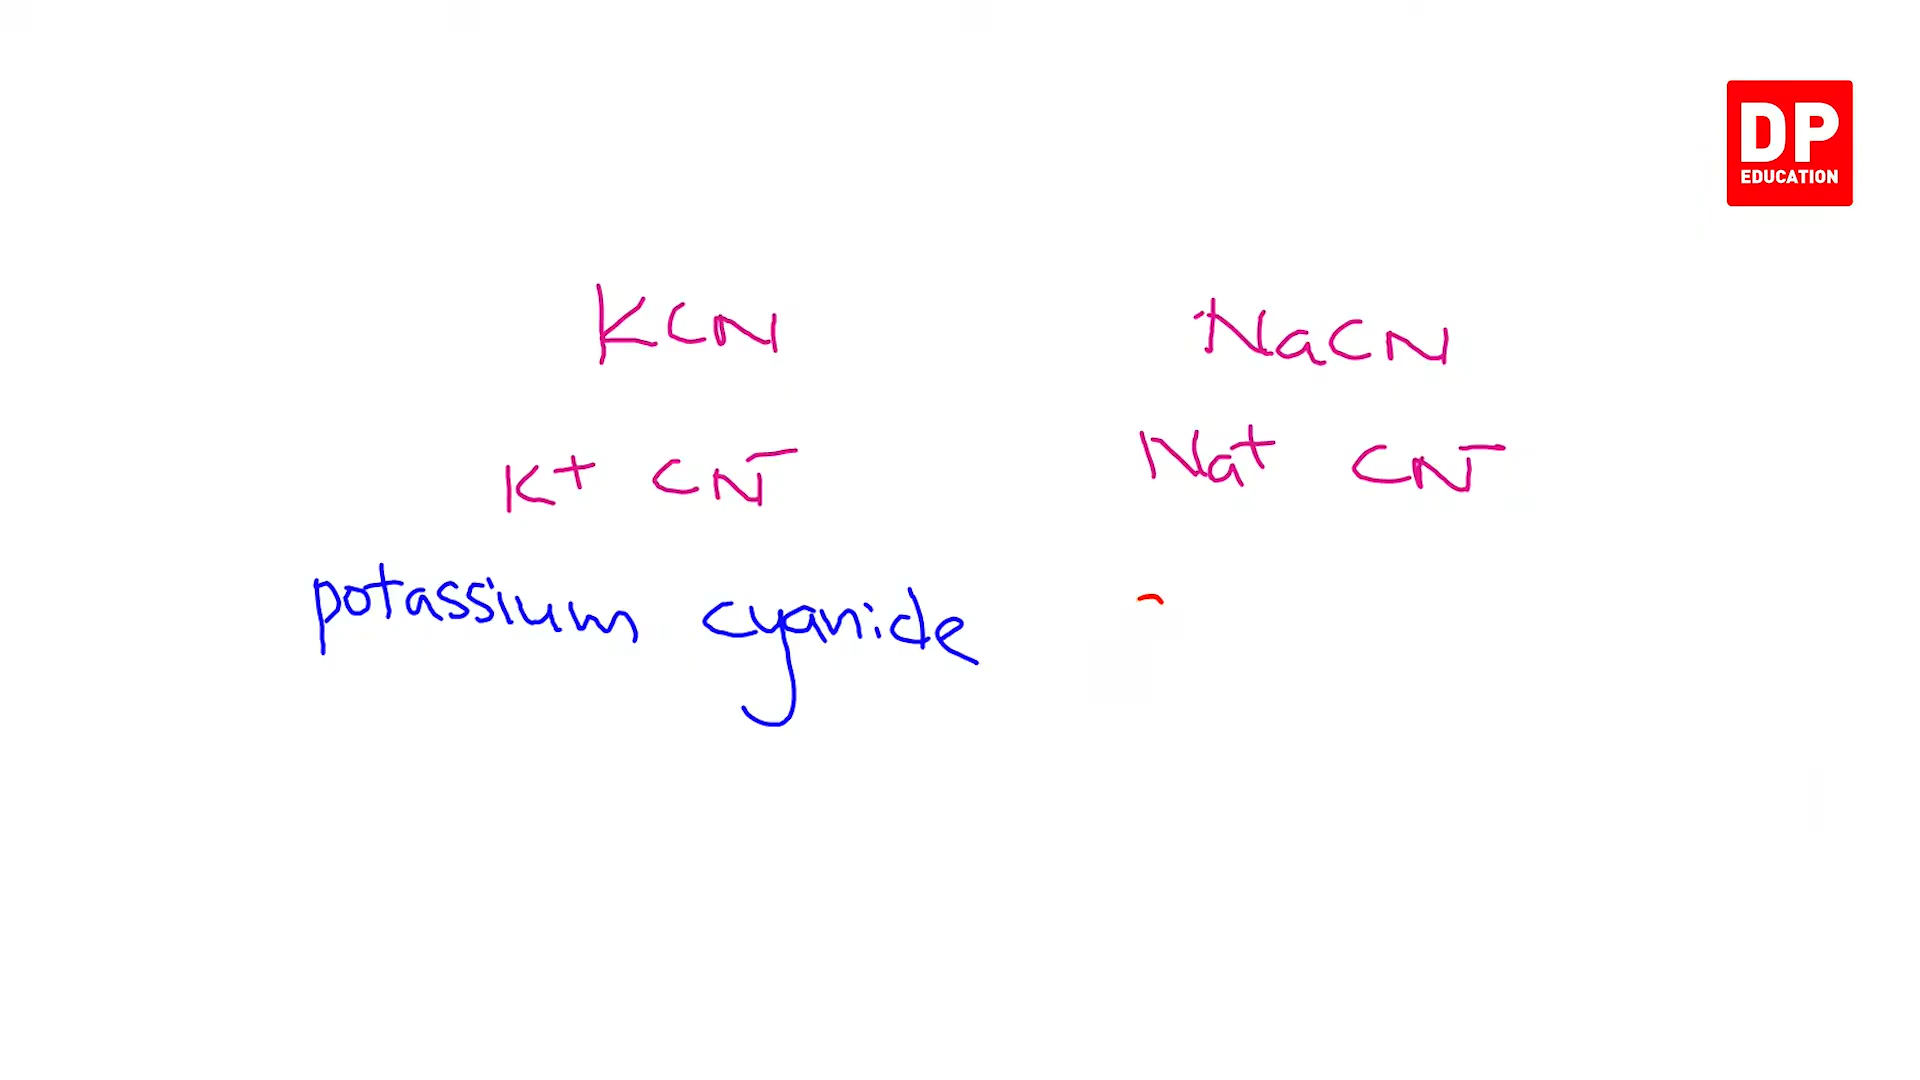 DP
EDUCATION
KCN NaCN
K+ CN⁻ Na+ CN⁻
potassium cyanide